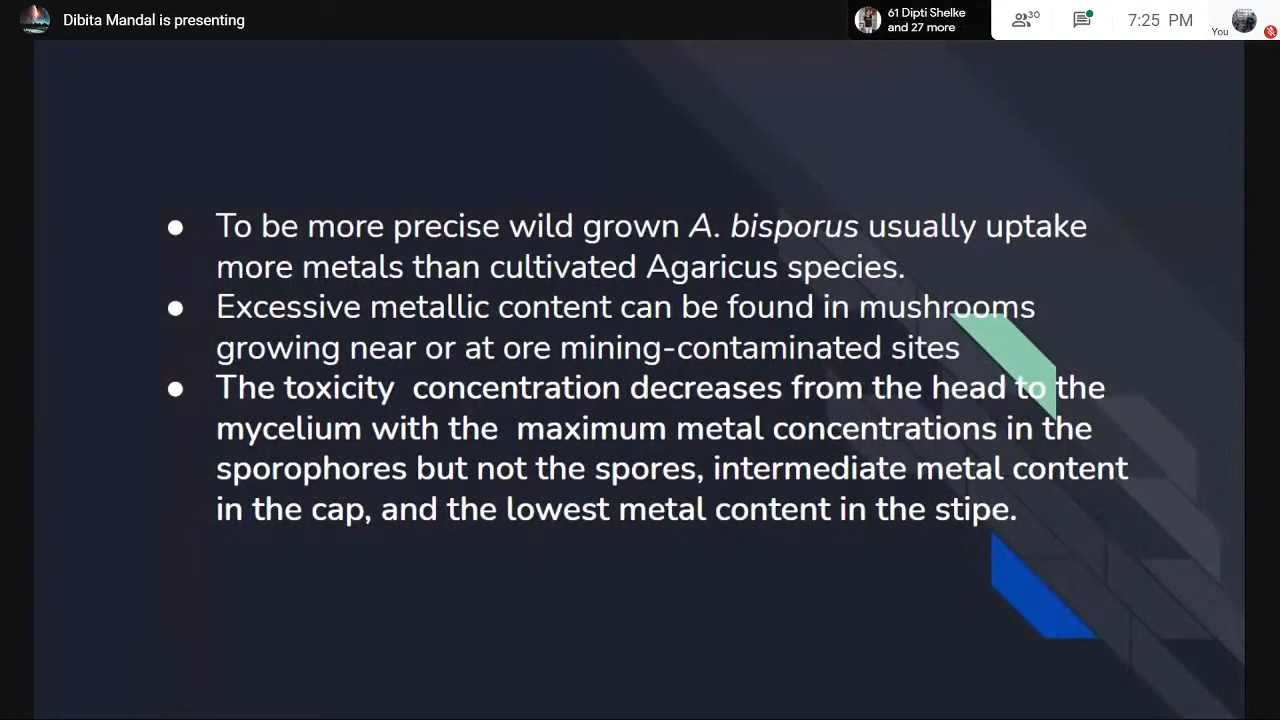 Dibita Mandal is presenting
61 Dipti Shelke
and 27 more
30
7:25 PM
You
● To be more precise wild grown A. bisporus usually uptake
more metals than cultivated Agaricus species.
● Excessive metallic content can be found in mushrooms
growing near or at ore mining-contaminated sites
● The toxicity concentration decreases from the head to the
mycelium with the maximum metal concentrations in the
sporophores but not the spores, intermediate metal content
in the cap, and the lowest metal content in the stipe.